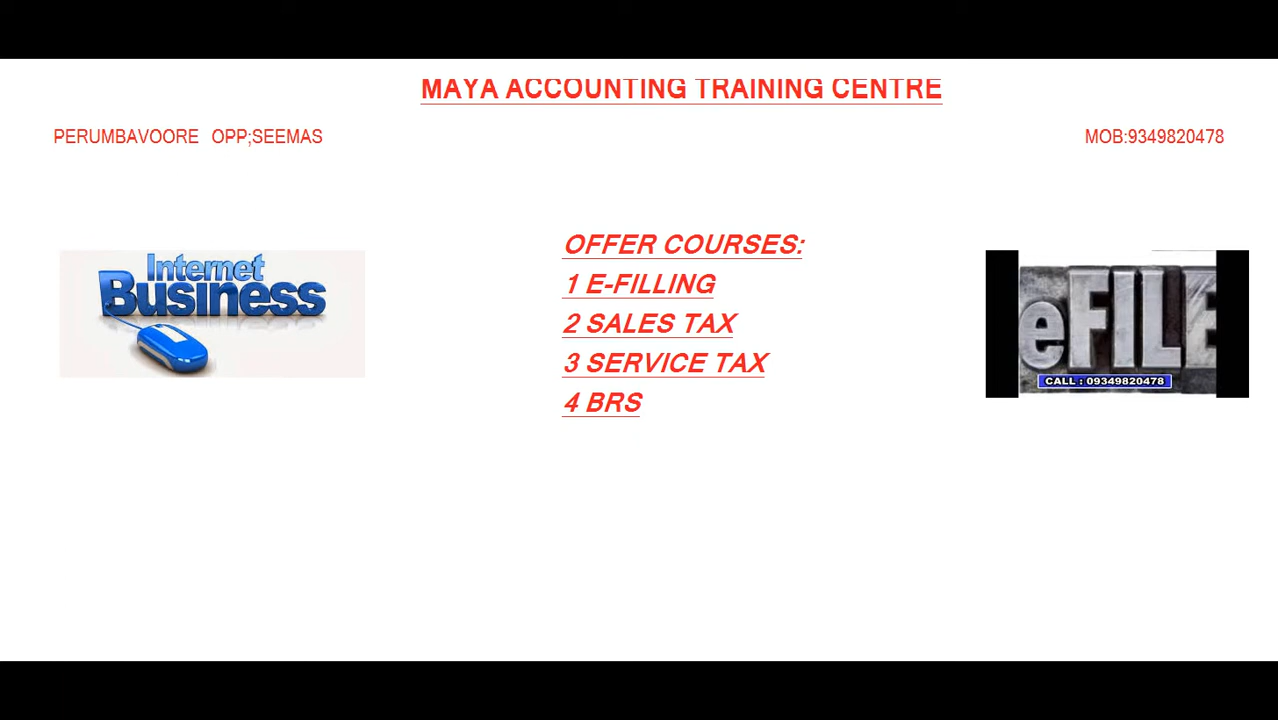 MAYA ACCOUNTING TRAINING CENTRE
PERUMBAVOORE OPP;SEEMAS
MOB:9349820478
OFFER COURSES:
1 E-FILLING
2 SALES TAX
3 SERVICE TAX
4 BRS
Internet
Business
eFILE
CALL : 09349820478